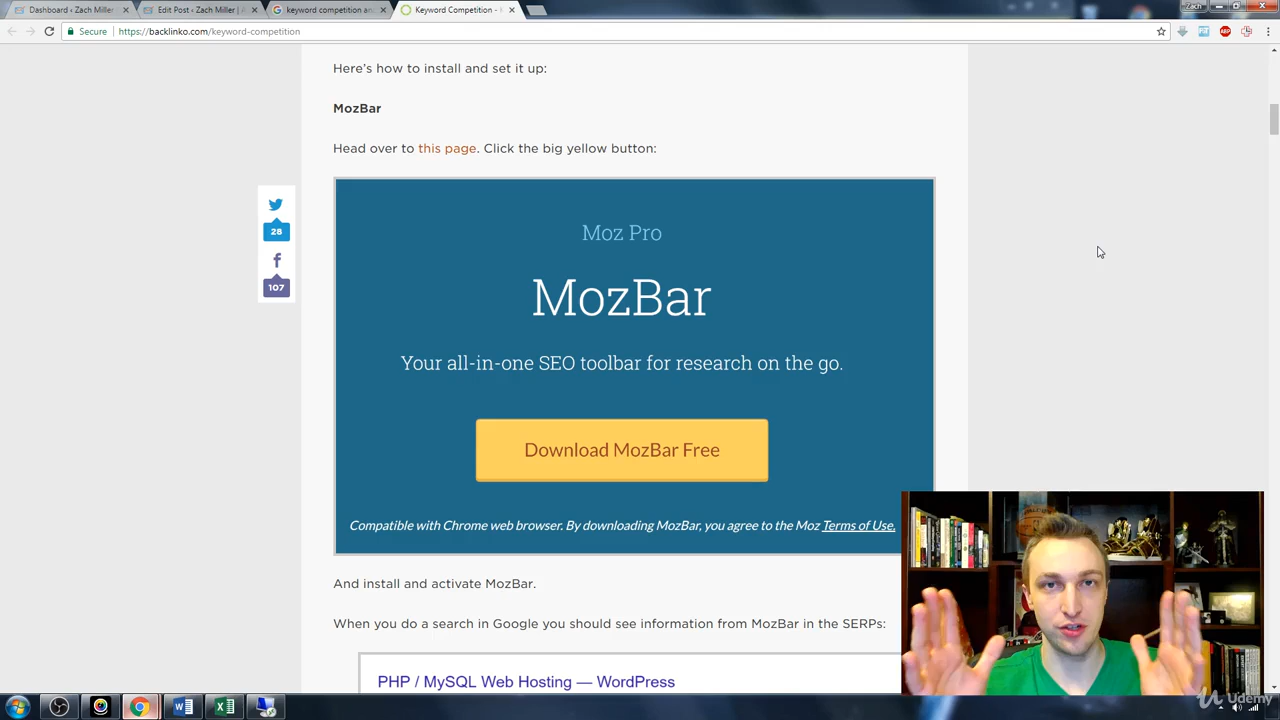 Dashboard ‹ Zach Miller
Edit Post ‹ Zach Miller |
keyword competition an
Keyword Competition -
Zach
Secure
https://backlinko.com/keyword-competition
ABP
Here’s how to install and set it up:
MozBar
Head over to this page. Click the big yellow button:
28
107
Moz Pro
MozBar
Your all-in-one SEO toolbar for research on the go.
Download MozBar Free
Compatible with Chrome web browser. By downloading MozBar, you agree to the Moz Terms of Use.
And install and activate MozBar.
When you do a search in Google you should see information from MozBar in the SERPs:
PHP / MySQL Web Hosting — WordPress
Udemy